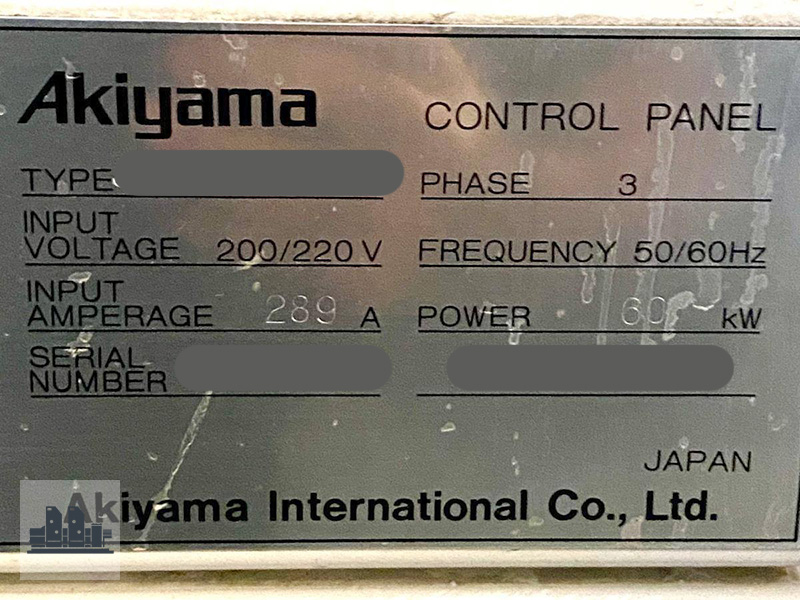 Akiyama CONTROL PANEL
TYPE PHASE 3
INPUT VOLTAGE 200/220 V FREQUENCY 50/60Hz
INPUT AMPERAGE 289 A POWER 60 kW
SERIAL NUMBER
JAPAN
Akiyama International Co., Ltd.